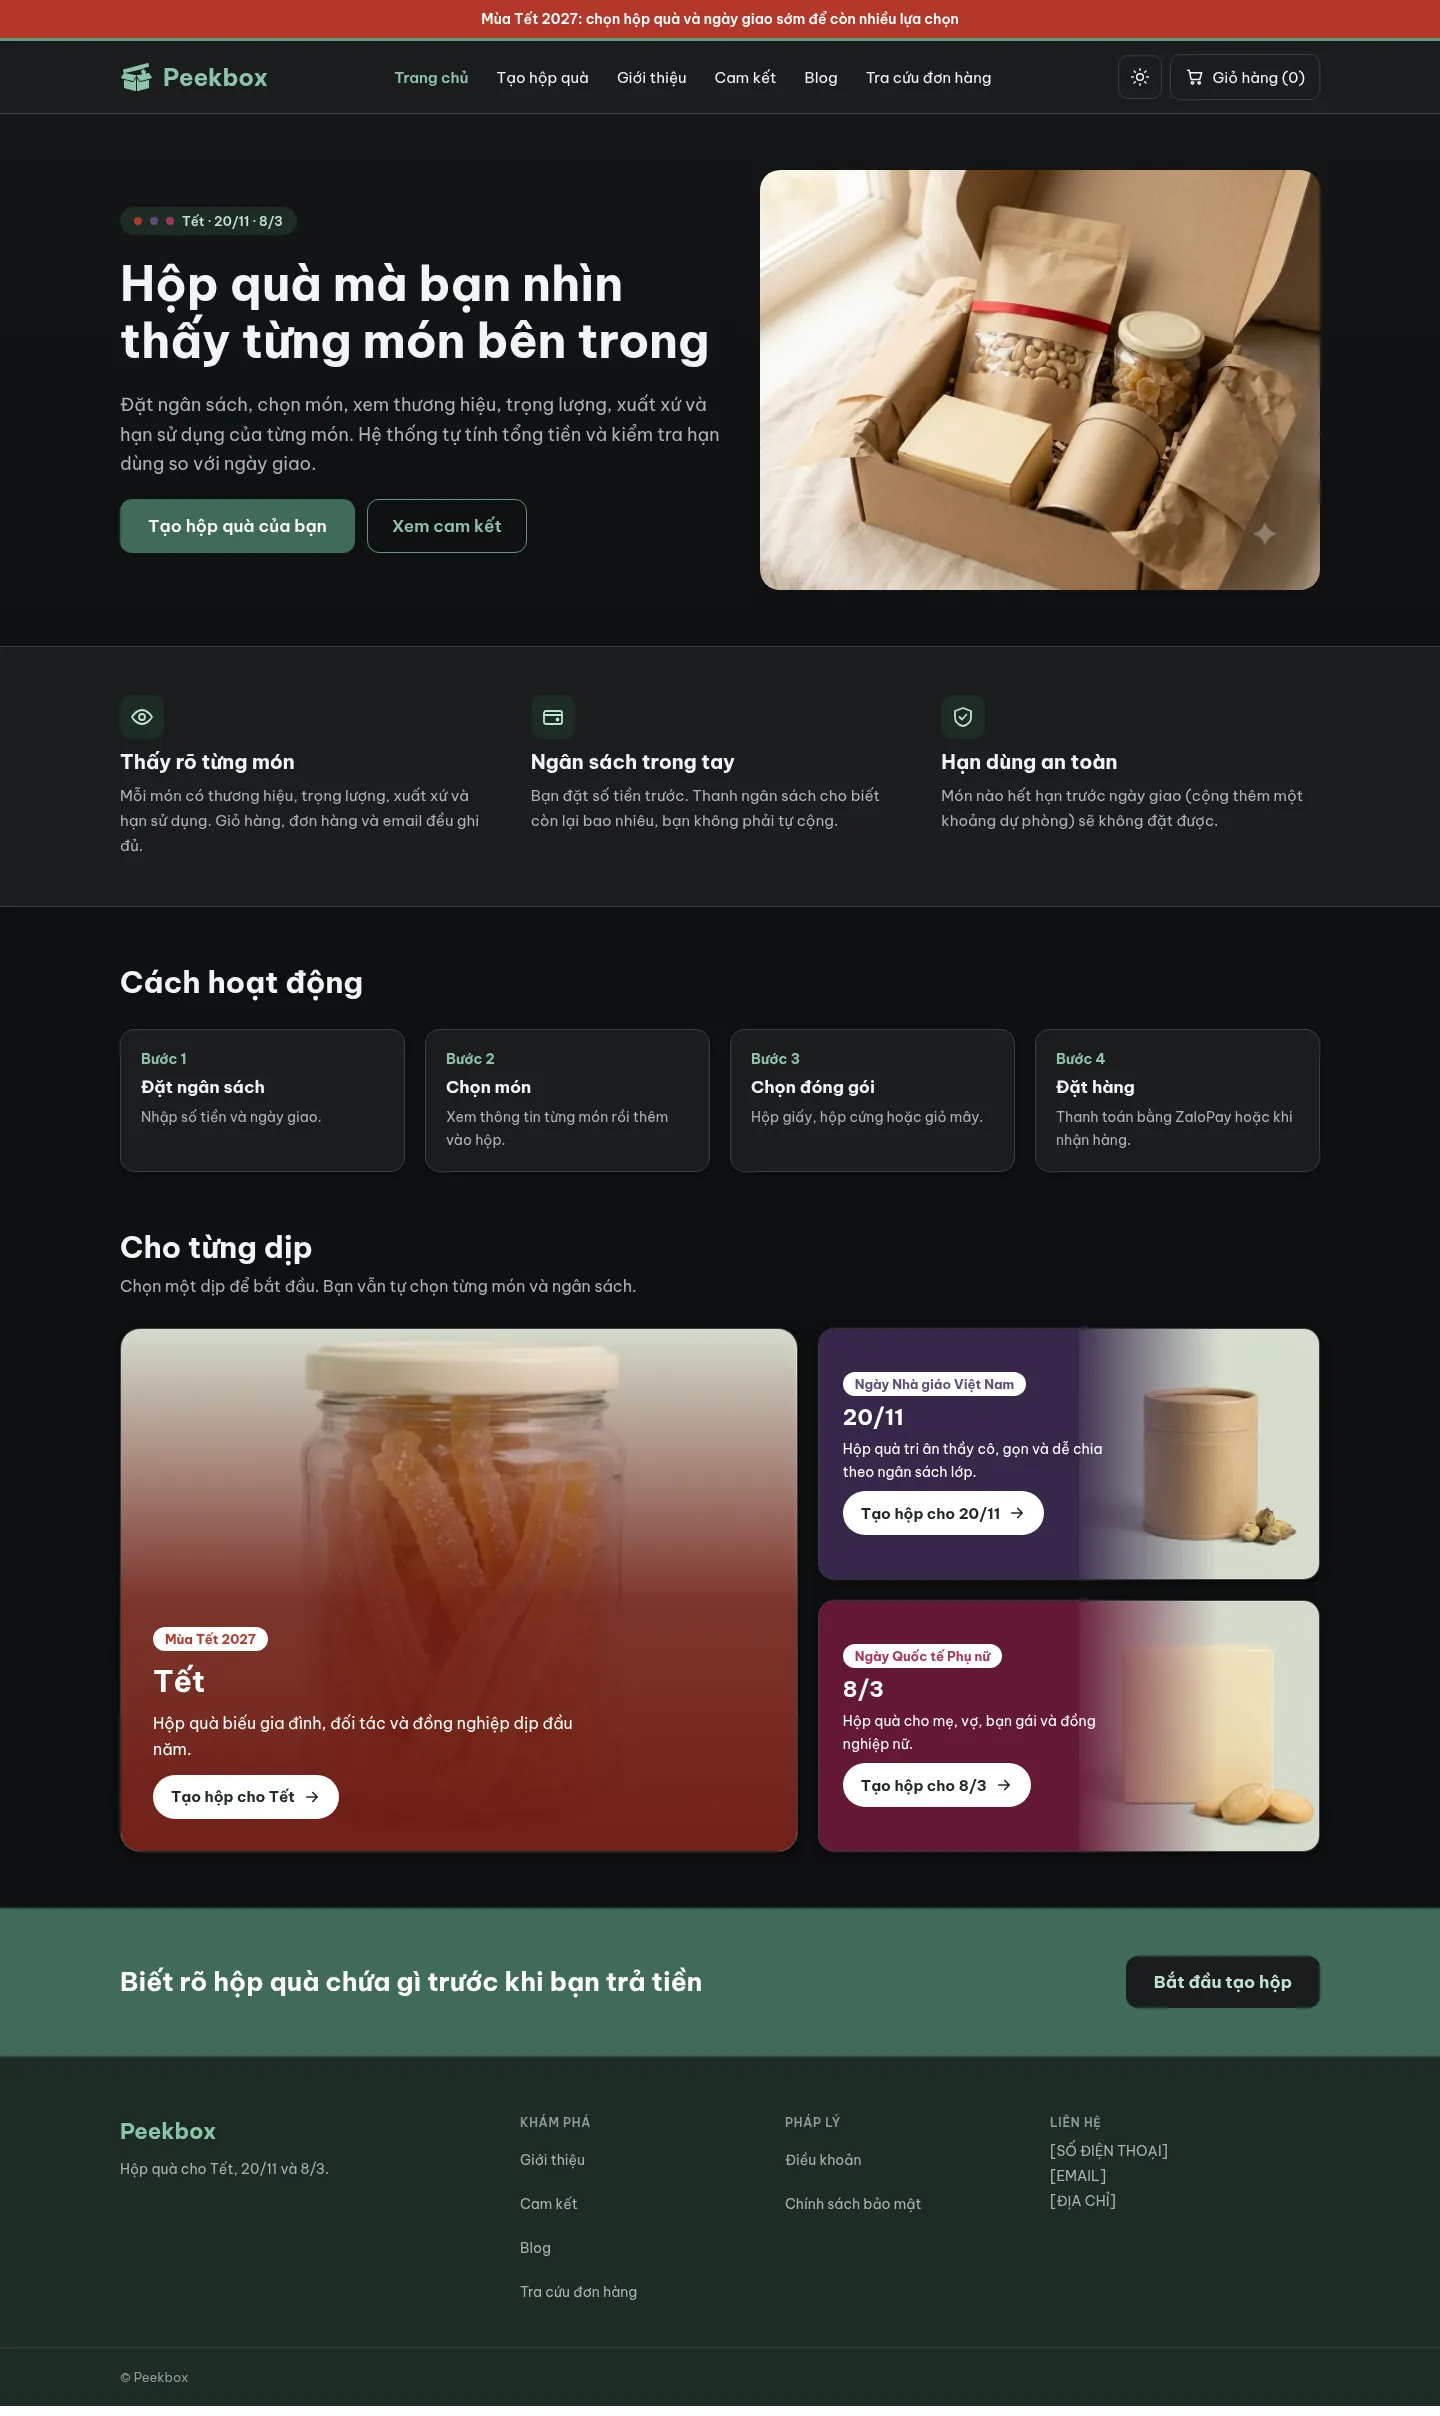 Mùa Tết 2027: chọn hộp quà và ngày giao sớm để còn nhiều lựa chọn
Peekbox
Trang chủ
Tạo hộp quà
Giới thiệu
Cam kết
Blog
Tra cứu đơn hàng
Giỏ hàng (0)
Tết · 20/11 · 8/3
Hộp quà mà bạn nhìn
thấy từng món bên trong
Đặt ngân sách, chọn món, xem thương hiệu, trọng lượng, xuất xứ và
hạn sử dụng của từng món. Hệ thống tự tính tổng tiền và kiểm tra hạn
dùng so với ngày giao.
Tạo hộp quà của bạn
Xem cam kết
Thấy rõ từng món
Mỗi món có thương hiệu, trọng lượng, xuất xứ và
hạn sử dụng. Giỏ hàng, đơn hàng và email đều ghi
đủ.
Ngân sách trong tay
Bạn đặt số tiền trước. Thanh ngân sách cho biết
còn lại bao nhiêu, bạn không phải tự cộng.
Hạn dùng an toàn
Món nào hết hạn trước ngày giao (cộng thêm một
khoảng dự phòng) sẽ không đặt được.
Cách hoạt động
Bước 1
Đặt ngân sách
Nhập số tiền và ngày giao.
Bước 2
Chọn món
Xem thông tin từng món rồi thêm
vào hộp.
Bước 3
Chọn đóng gói
Hộp giấy, hộp cứng hoặc giỏ mây.
Bước 4
Đặt hàng
Thanh toán bằng ZaloPay hoặc khi
nhận hàng.
Cho từng dịp
Chọn một dịp để bắt đầu. Bạn vẫn tự chọn từng món và ngân sách.
Mùa Tết 2027
Tết
Hộp quà biếu gia đình, đối tác và đồng nghiệp dịp đầu
năm.
Tạo hộp cho Tết
Ngày Nhà giáo Việt Nam
20/11
Hộp quà tri ân thầy cô, gọn và dễ chia
theo ngân sách lớp.
Tạo hộp cho 20/11
Ngày Quốc tế Phụ nữ
8/3
Hộp quà cho mẹ, vợ, bạn gái và đồng
nghiệp nữ.
Tạo hộp cho 8/3
Biết rõ hộp quà chứa gì trước khi bạn trả tiền
Bắt đầu tạo hộp
Peekbox
Hộp quà cho Tết, 20/11 và 8/3.
KHÁM PHÁ
Giới thiệu
Cam kết
Blog
Tra cứu đơn hàng
PHÁP LÝ
Điều khoản
Chính sách bảo mật
LIÊN HỆ
[SỐ ĐIỆN THOẠI]
[EMAIL]
[ĐỊA CHỈ]
© Peekbox